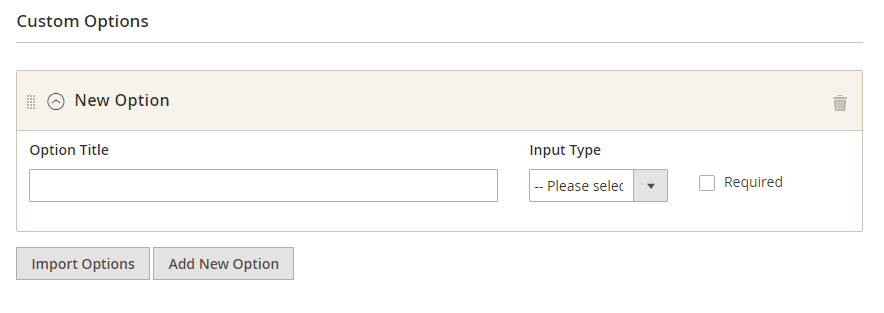 Custom Options
New Option
Option Title
Input Type
-- Please selec
Required
Import Options
Add New Option